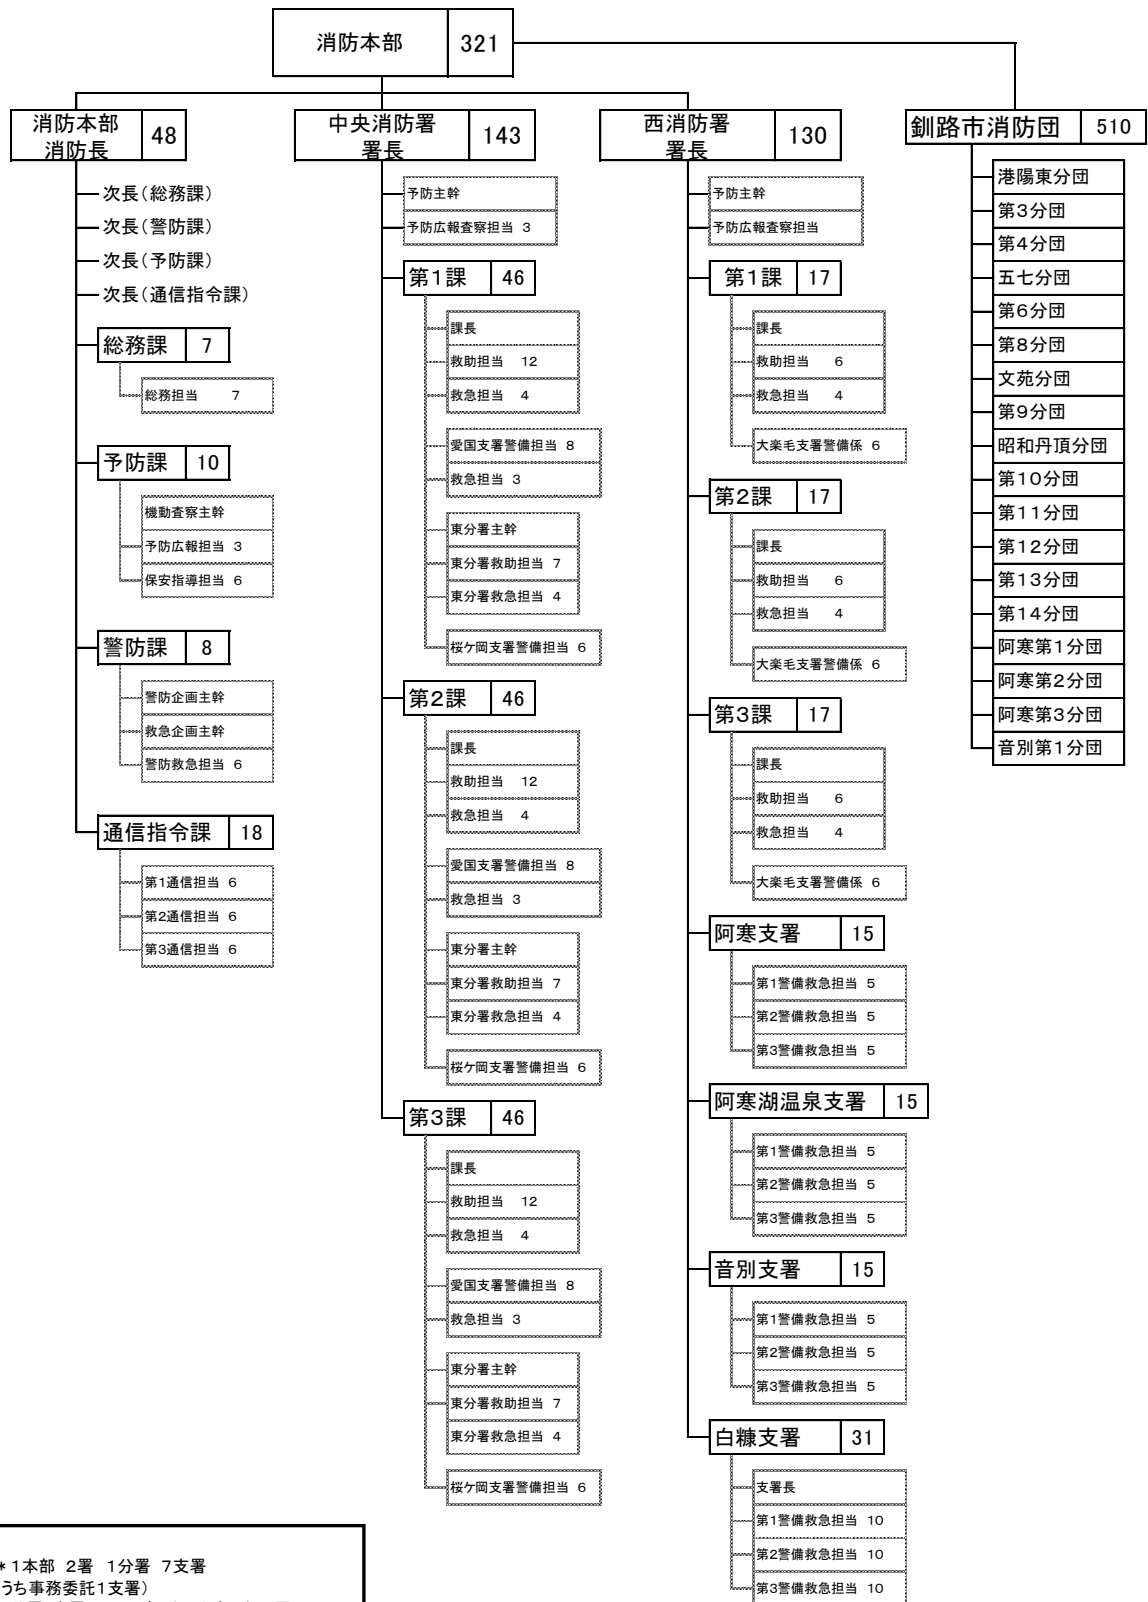 消防本部 321
消防本部
消防長 48
次長(総務課)
次長(警防課)
次長(予防課)
次長(通信指令課)
総務課 7
総務担当 7
予防課 10
機動査察主幹
予防広報担当 3
保安指導担当 6
警防課 8
警防企画主幹
救急企画主幹
警防救急担当 6
通信指令課 18
第1通信担当 6
第2通信担当 6
第3通信担当 6
中央消防署
署長 143
予防主幹
予防広報査察担当 3
第1課 46
課長
救助担当 12
救急担当 4
愛国支署警備担当 8
救急担当 3
東分署主幹
東分署救助担当 7
東分署救急担当 4
桜ケ岡支署警備担当 6
第2課 46
課長
救助担当 12
救急担当 4
愛国支署警備担当 8
救急担当 3
東分署主幹
東分署救助担当 7
東分署救急担当 4
桜ケ岡支署警備担当 6
第3課 46
課長
救助担当 12
救急担当 4
愛国支署警備担当 8
救急担当 3
東分署主幹
東分署救助担当 7
東分署救急担当 4
桜ケ岡支署警備担当 6
西消防署
署長 130
予防主幹
予防広報査察担当
第1課 17
課長
救助担当 6
救急担当 4
大楽毛支署警備係 6
第2課 17
課長
救助担当 6
救急担当 4
大楽毛支署警備係 6
第3課 17
課長
救助担当 6
救急担当 4
大楽毛支署警備係 6
阿寒支署 15
第1警備救急担当 5
第2警備救急担当 5
第3警備救急担当 5
阿寒湖温泉支署 15
第1警備救急担当 5
第2警備救急担当 5
第3警備救急担当 5
音別支署 15
第1警備救急担当 5
第2警備救急担当 5
第3警備救急担当 5
白糠支署 31
支署長
第1警備救急担当 10
第2警備救急担当 10
第3警備救急担当 10
釧路市消防団 510
港陽東分団
第3分団
第4分団
五七分団
第6分団
第8分団
文苑分団
第9分団
昭和丹頂分団
第10分団
第11分団
第12分団
第13分団
第14分団
阿寒第1分団
阿寒第2分団
阿寒第3分団
音別第1分団
*1本部 2署 1分署 7支署
うち事務委託1支署)